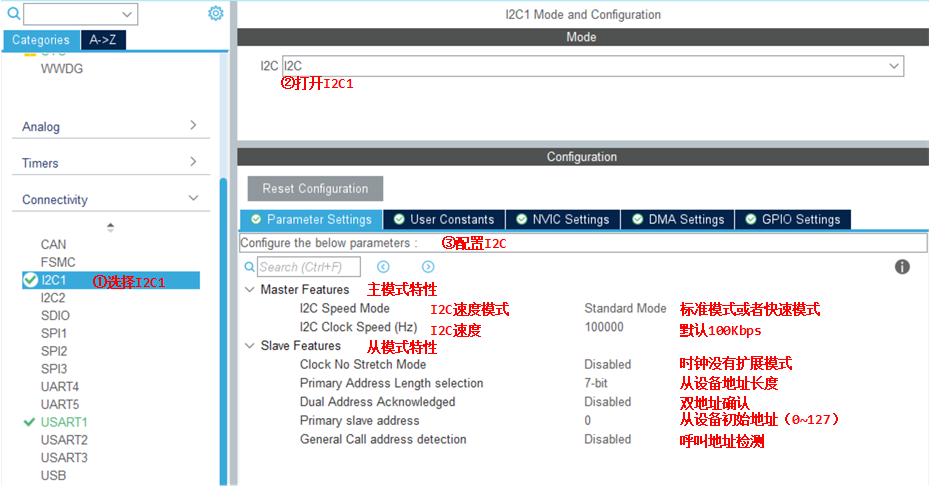 Categories A->Z
WWDG
Analog
Timers
Connectivity
CAN
FSMC
I2C1 ①选择I2C1
I2C2
SDIO
SPI1
SPI2
SPI3
UART4
UART5
USART1
USART2
USART3
USB
I2C1 Mode and Configuration
Mode
I2C I2C
②打开I2C1
Configuration
Reset Configuration
Parameter Settings User Constants NVIC Settings DMA Settings GPIO Settings
Configure the below parameters : ③配置I2C
Search (Ctrl+F)
Master Features 主模式特性
I2C Speed Mode I2C速度模式 Standard Mode 标准模式或者快速模式
I2C Clock Speed (Hz) I2C速度 100000 默认100Kbps
Slave Features 从模式特性
Clock No Stretch Mode Disabled 时钟没有扩展模式
Primary Address Length selection 7-bit 从设备地址长度
Dual Address Acknowledged Disabled 双地址确认
Primary slave address 0 从设备初始地址（0~127）
General Call address detection Disabled 呼叫地址检测